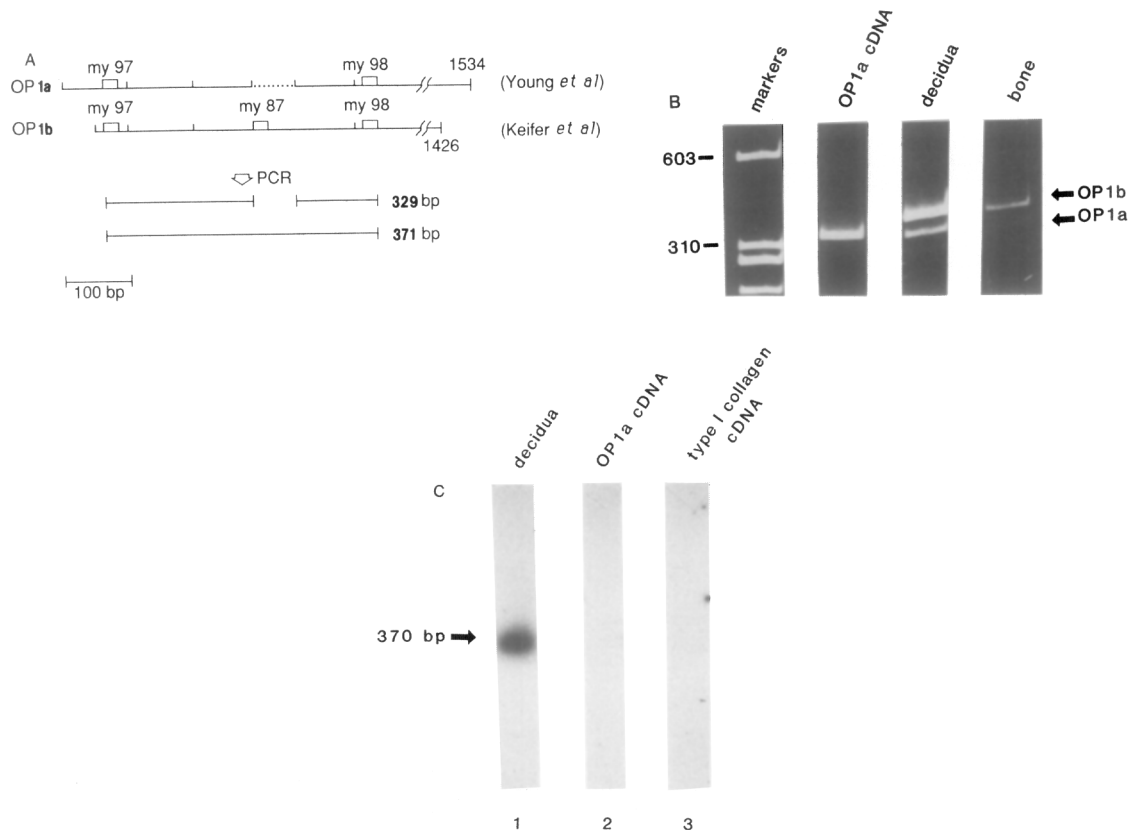 A
my 97 my 98 1534
OP1a (Young et al)
my 97 my 87 my 98
OP1b (Keifer et al)
1426
PCR
329 bp
371 bp
100 bp
B
markers
OP1a cDNA
decidua
bone
603
310
OP1b
OP1a
C
decidua
OP1a cDNA
type I collagen
cDNA
370 bp
1 2 3